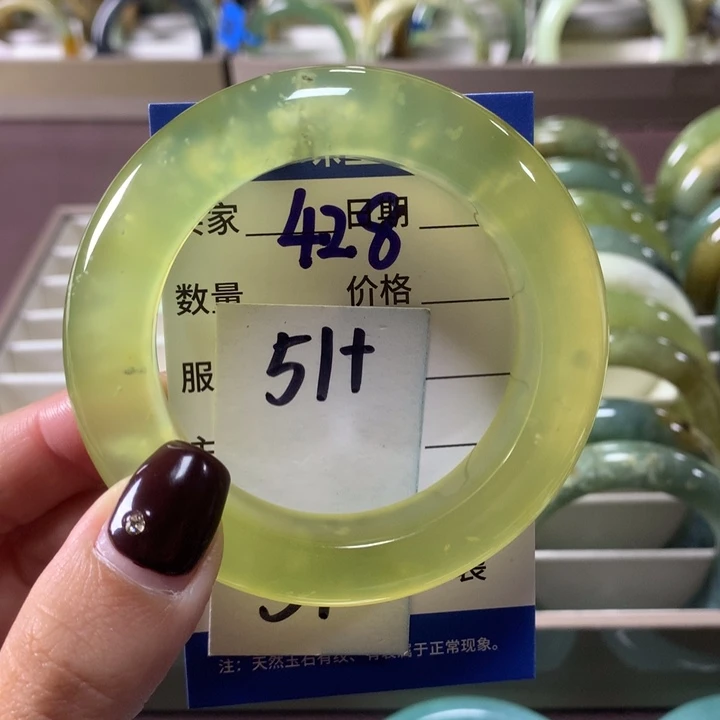 428
家 日期
数量 价格
51+
服
注：天然玉石有纹、有裂属于正常现象。